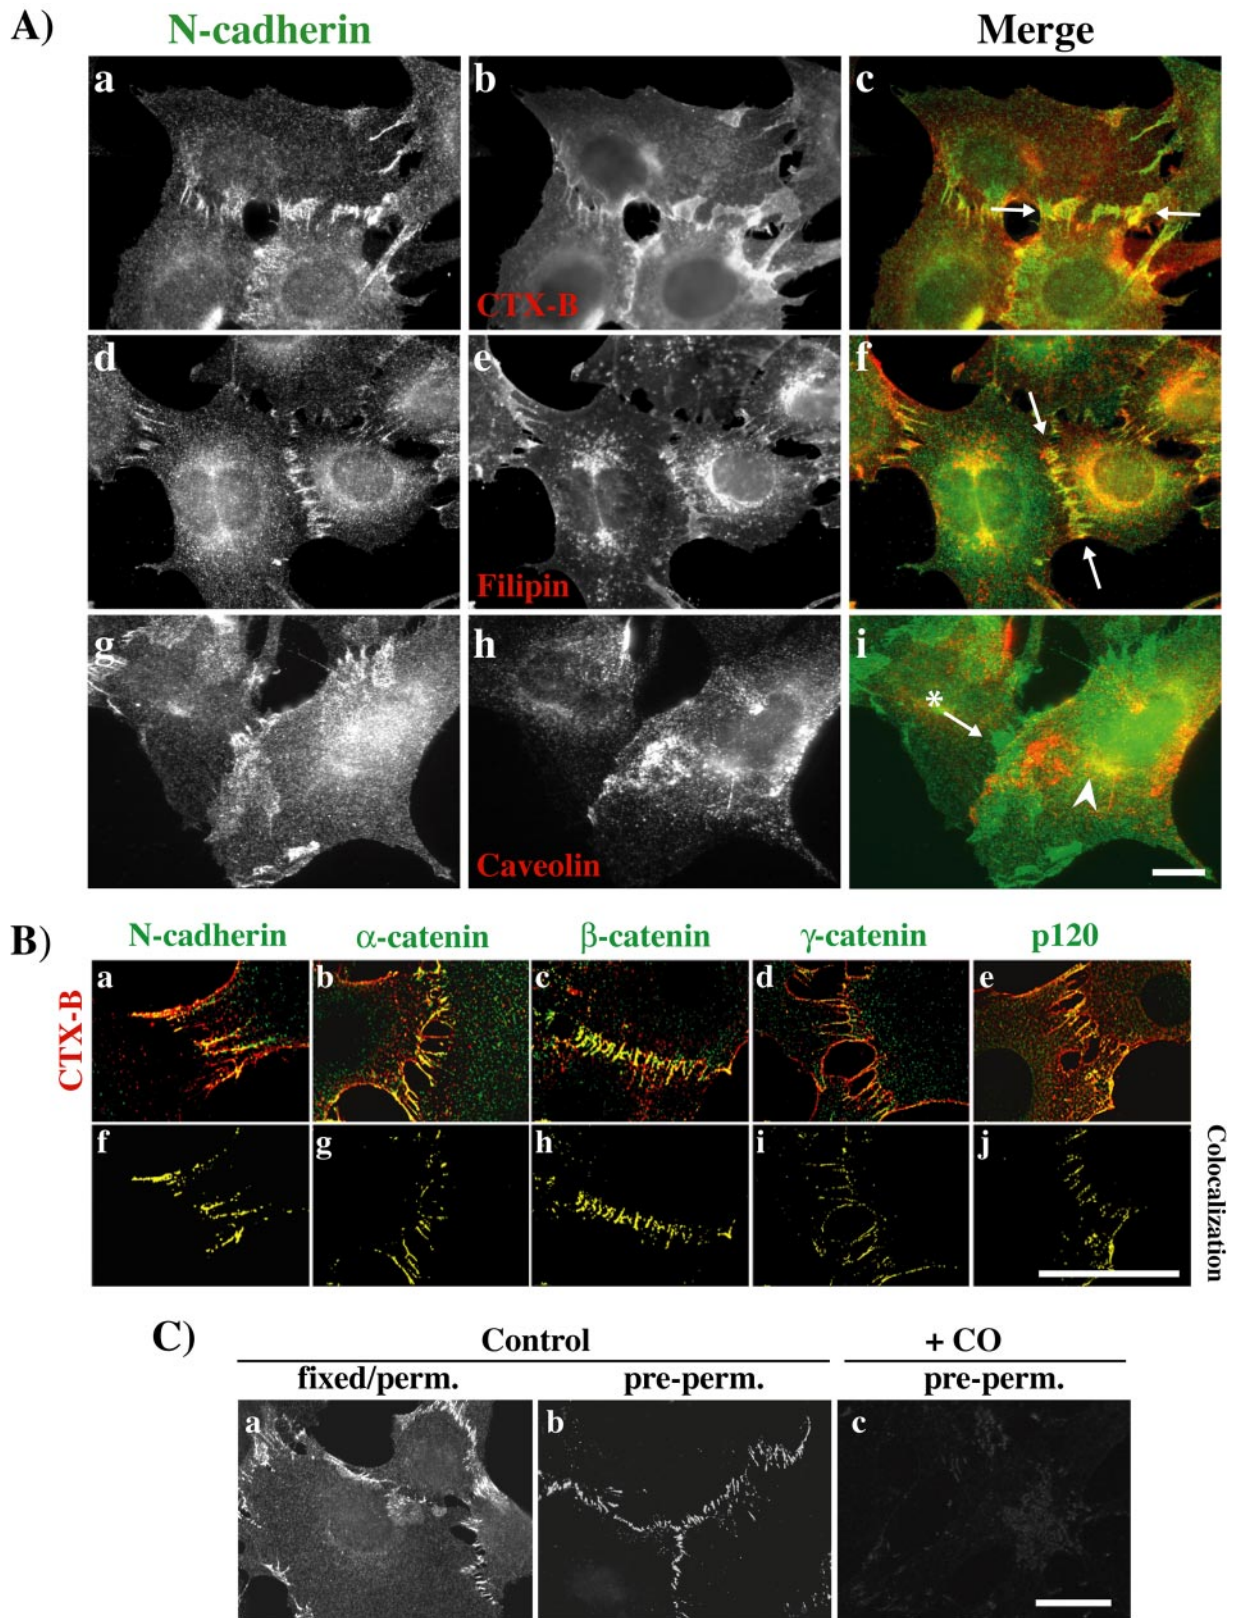 A)
N-cadherin Merge
a b c
CTX-B
d e f
Filipin
g h i
*
Caveolin
B)
N-cadherin α-catenin β-catenin γ-catenin p120
CTX-B
a b c d e
f g h i j
Colocalization
C)
Control + CO
fixed/perm. pre-perm. pre-perm.
a b c